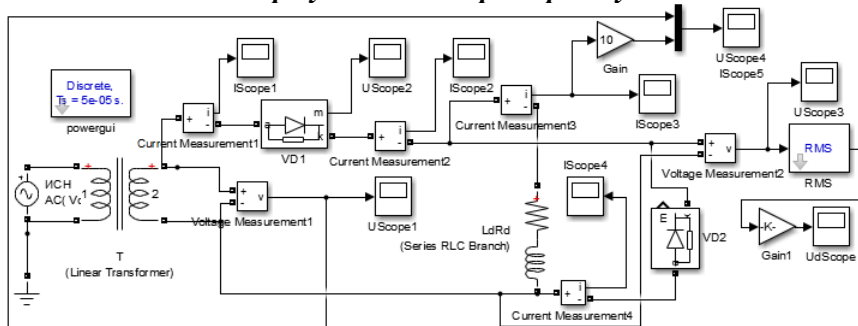 IScope1
UScope2
IScope2
10
Gain
UScope4
IScope5
Discrete,
Ts = 5e-05 s.
powergui
+
-
i
Current Measurement1
a
m
k
VD1
+
-
i
Current Measurement2
+
-
i
Current Measurement3
IScope3
UScope3
+
-
v
Voltage Measurement2
RMS
RMS
ИСН
AC( Vo
1
2
+
-
v
Voltage Measurement1
UScope1
IScope4
T
(Linear Transformer)
LdRd
(Series RLC Branch)
VD2
-K-
Gain1
UdScope
+
-
i
Current Measurement4